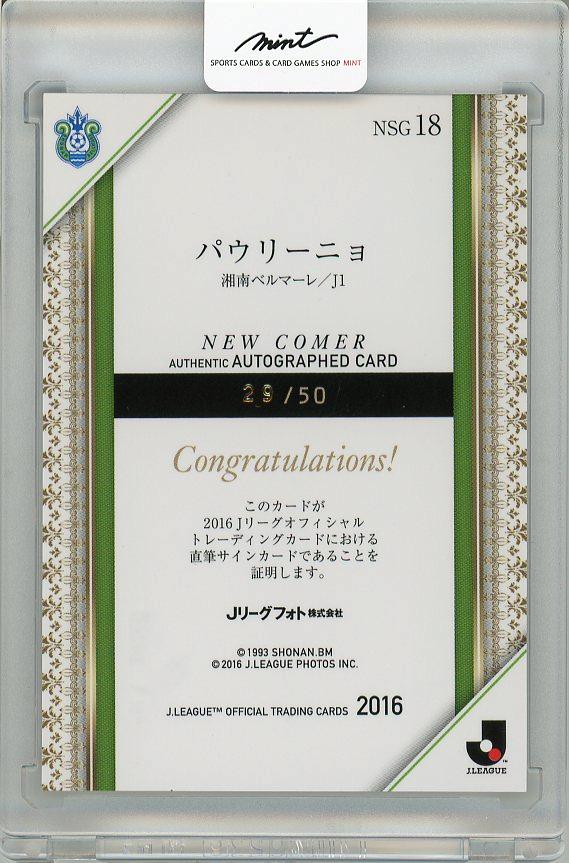 mint
SPORTS CARDS & CARD GAMES SHOP MINT
NSG 18
パウリーニョ
湘南ベルマーレ/J1
NEW COMER
AUTHENTIC AUTOGRAPHED CARD
29/50
Congratulations!
このカードが
2016 Jリーグオフィシャル
トレーディングカードにおける
直筆サインカードであることを
証明します。
Jリーグフォト株式会社
©1993 SHONAN.BM
©2016 J.LEAGUE PHOTOS INC.
J.LEAGUE™ OFFICIAL TRADING CARDS 2016
J.LEAGUE